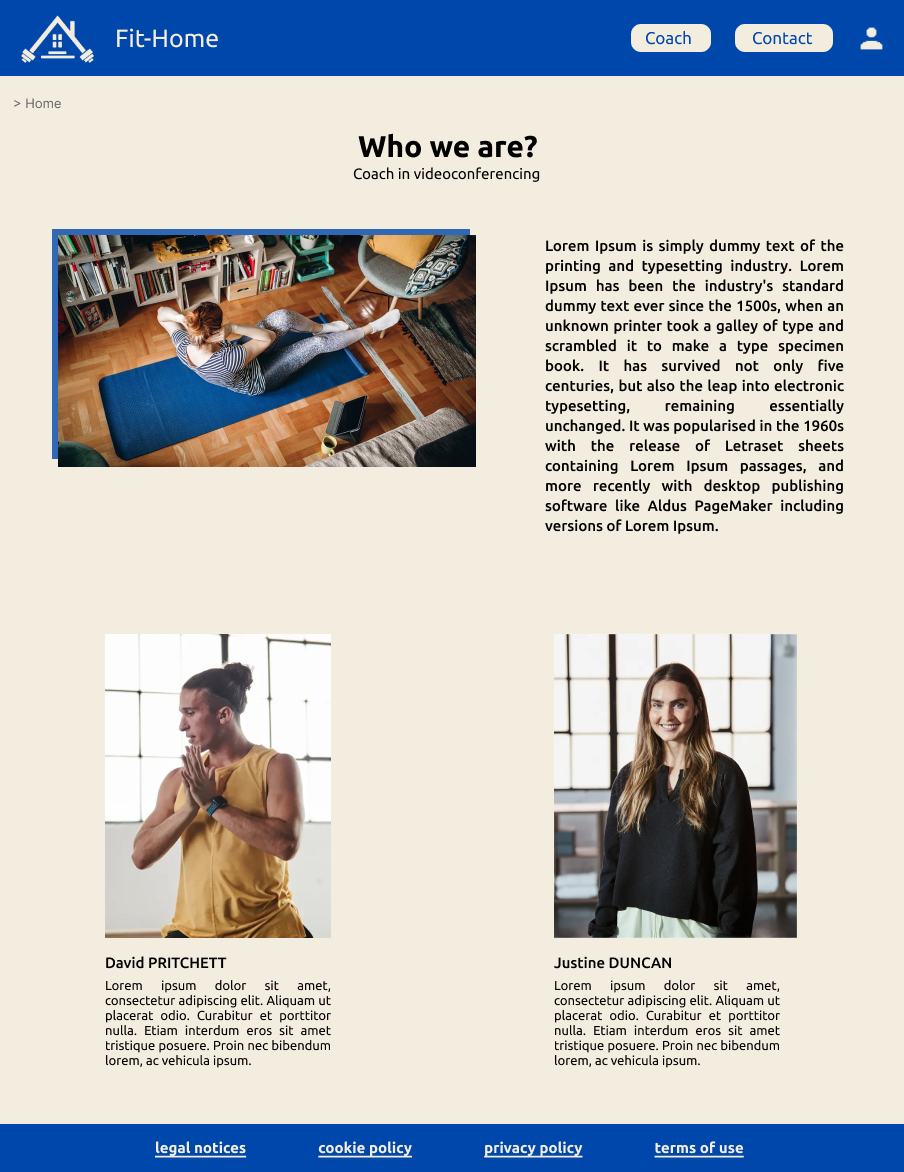 Fit-Home
Coach
Contact
> Home
Who we are?
Coach in videoconferencing
Lorem Ipsum is simply dummy text of the
printing and typesetting industry. Lorem
Ipsum has been the industry's standard
dummy text ever since the 1500s, when an
unknown printer took a galley of type and
scrambled it to make a type specimen
book. It has survived not only five
centuries, but also the leap into electronic
typesetting, remaining essentially
unchanged. It was popularised in the 1960s
with the release of Letraset sheets
containing Lorem Ipsum passages, and
more recently with desktop publishing
software like Aldus PageMaker including
versions of Lorem Ipsum.
David PRITCHETT
Lorem ipsum dolor sit amet,
consectetur adipiscing elit. Aliquam ut
placerat odio. Curabitur et porttitor
nulla. Etiam interdum eros sit amet
tristique posuere. Proin nec bibendum
lorem, ac vehicula ipsum.
Justine DUNCAN
Lorem ipsum dolor sit amet,
consectetur adipiscing elit. Aliquam ut
placerat odio. Curabitur et porttitor
nulla. Etiam interdum eros sit amet
tristique posuere. Proin nec bibendum
lorem, ac vehicula ipsum.
legal notices
cookie policy
privacy policy
terms of use